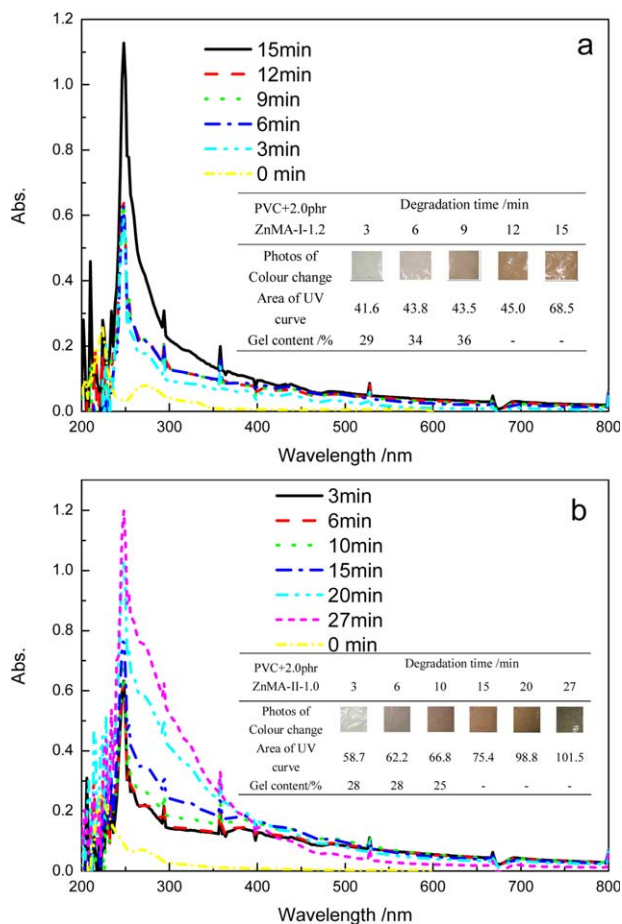 a
15min
12min
9min
6min
3min
0 min
1.2
1.0
0.8
0.6
0.4
0.2
0.0
Abs.
PVC+2.0phr
ZnMA-I-1.2
Degradation time /min
3 6 9 12 15
Photos of
Colour change
Area of UV
curve
41.6 43.8 43.5 45.0 68.5
Gel content /% 29 34 36 - -
200 300 400 500 600 700 800
Wavelength /nm
b
3min
6min
10min
15min
20min
27min
0 min
1.2
1.0
0.8
0.6
0.4
0.2
0.0
Abs.
PVC+2.0phr
ZnMA-II-1.0
Degradation time /min
3 6 10 15 20 27
Photos of
Colour change
Area of UV
curve
58.7 62.2 66.8 75.4 98.8 101.5
Gel content/% 28 28 25 - - -
200 300 400 500 600 700 800
Wavelength /nm